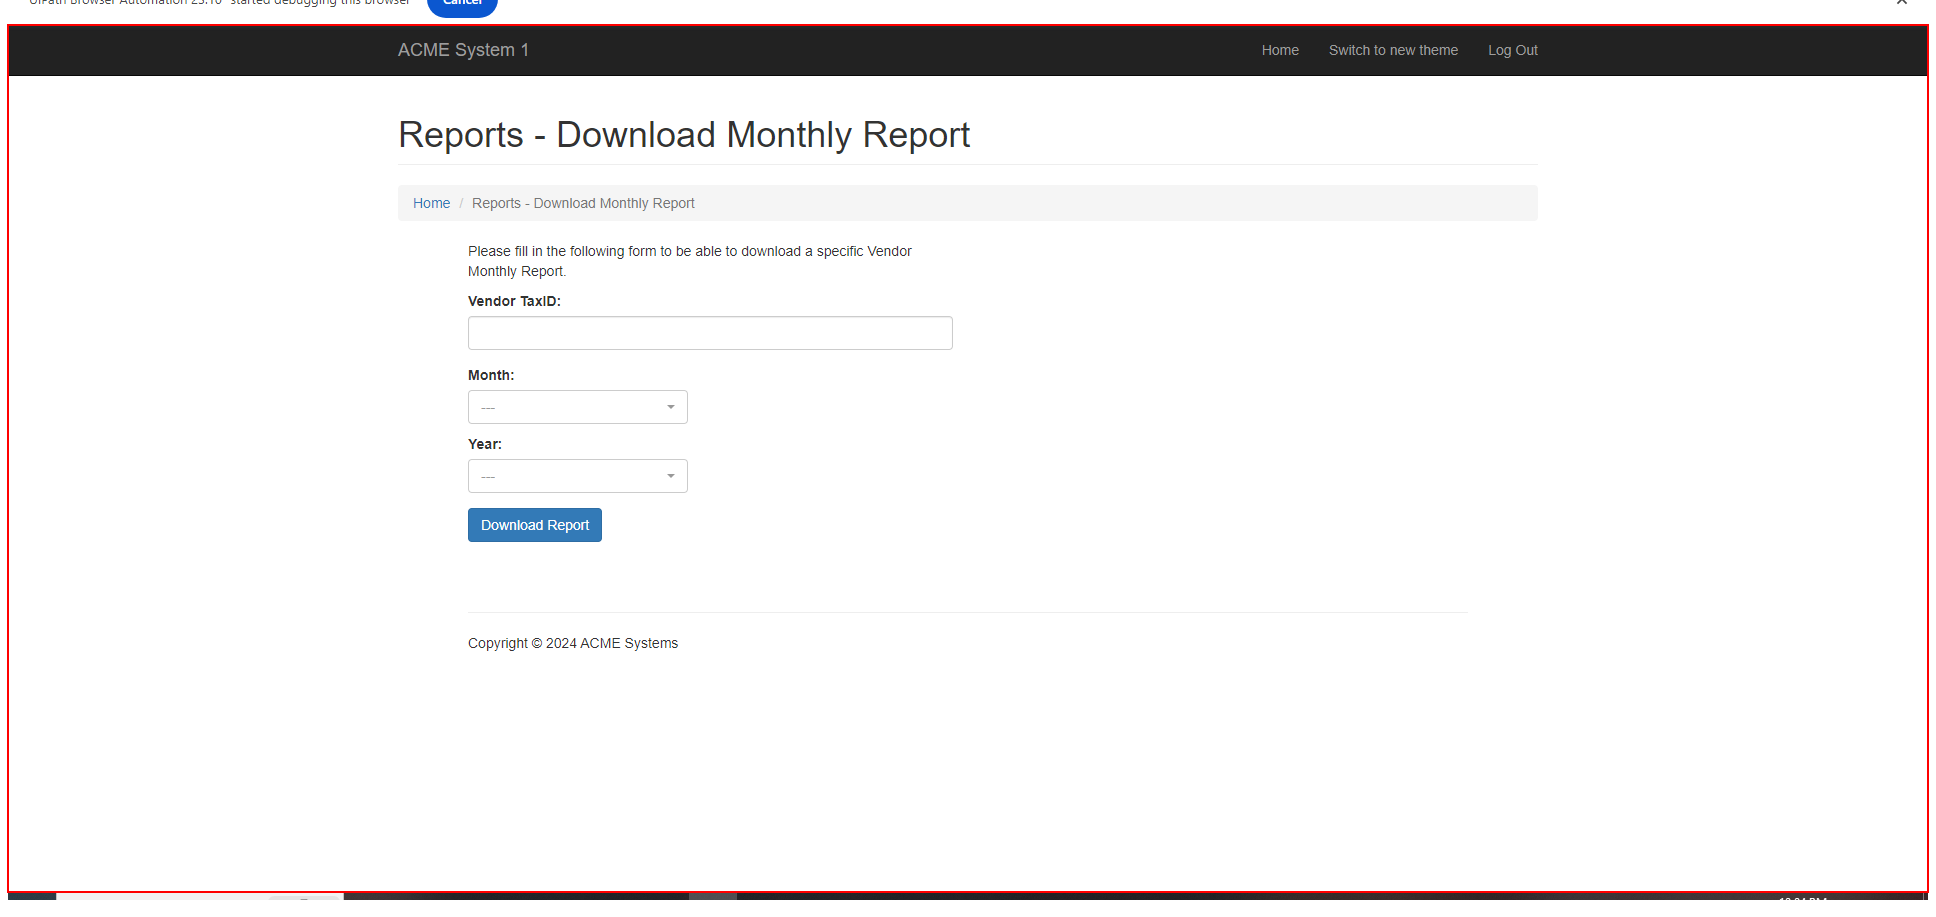 UiPath Browser Automation 23.10" started debugging this browser Cancel
ACME System 1 Home Switch to new theme Log Out
Reports - Download Monthly Report
Home / Reports - Download Monthly Report
Please fill in the following form to be able to download a specific Vendor
Monthly Report.
Vendor TaxID:
Month:
---
Year:
---
Download Report
Copyright © 2024 ACME Systems